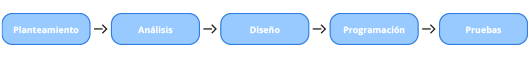 Planteamiento
Análisis
Diseño
Programación
Pruebas